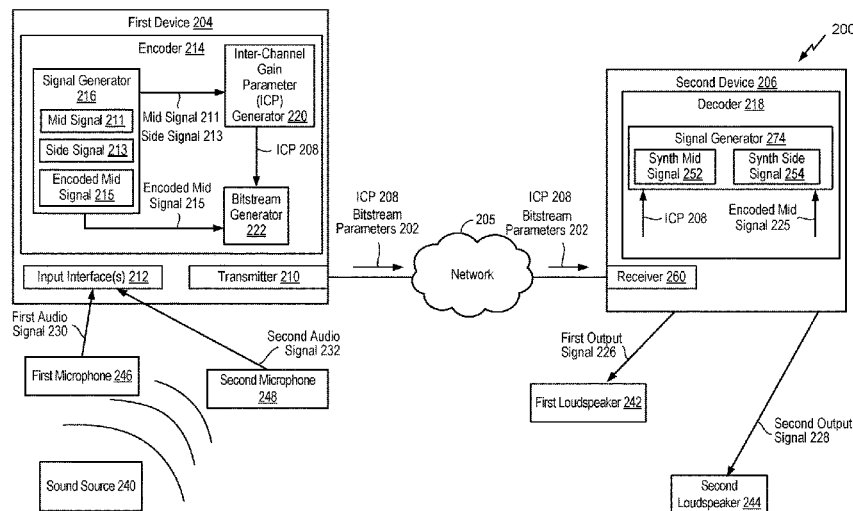 200
First Device 204
Encoder 214
Signal Generator
216
Mid Signal 211
Side Signal 213
Encoded Mid
Signal 215
Mid Signal 211
Side Signal 213
Inter-Channel
Gain
Parameter
(ICP)
Generator 220
ICP 208
Encoded Mid
Signal 215
Bitstream
Generator
222
Input Interface(s) 212
Transmitter 210
ICP 208
Bitstream
Parameters 202
205
Network
ICP 208
Bitstream
Parameters 202
Second Device 206
Decoder 218
Signal Generator 274
Synth Mid
Signal 252
Synth Side
Signal 254
ICP 208
Encoded Mid
Signal 225
Receiver 260
First Audio
Signal 230
Second Audio
Signal 232
First Microphone 246
Second Microphone
248
Sound Source 240
First Output
Signal 226
First Loudspeaker 242
Second Output
Signal 228
Second
Loudspeaker 244